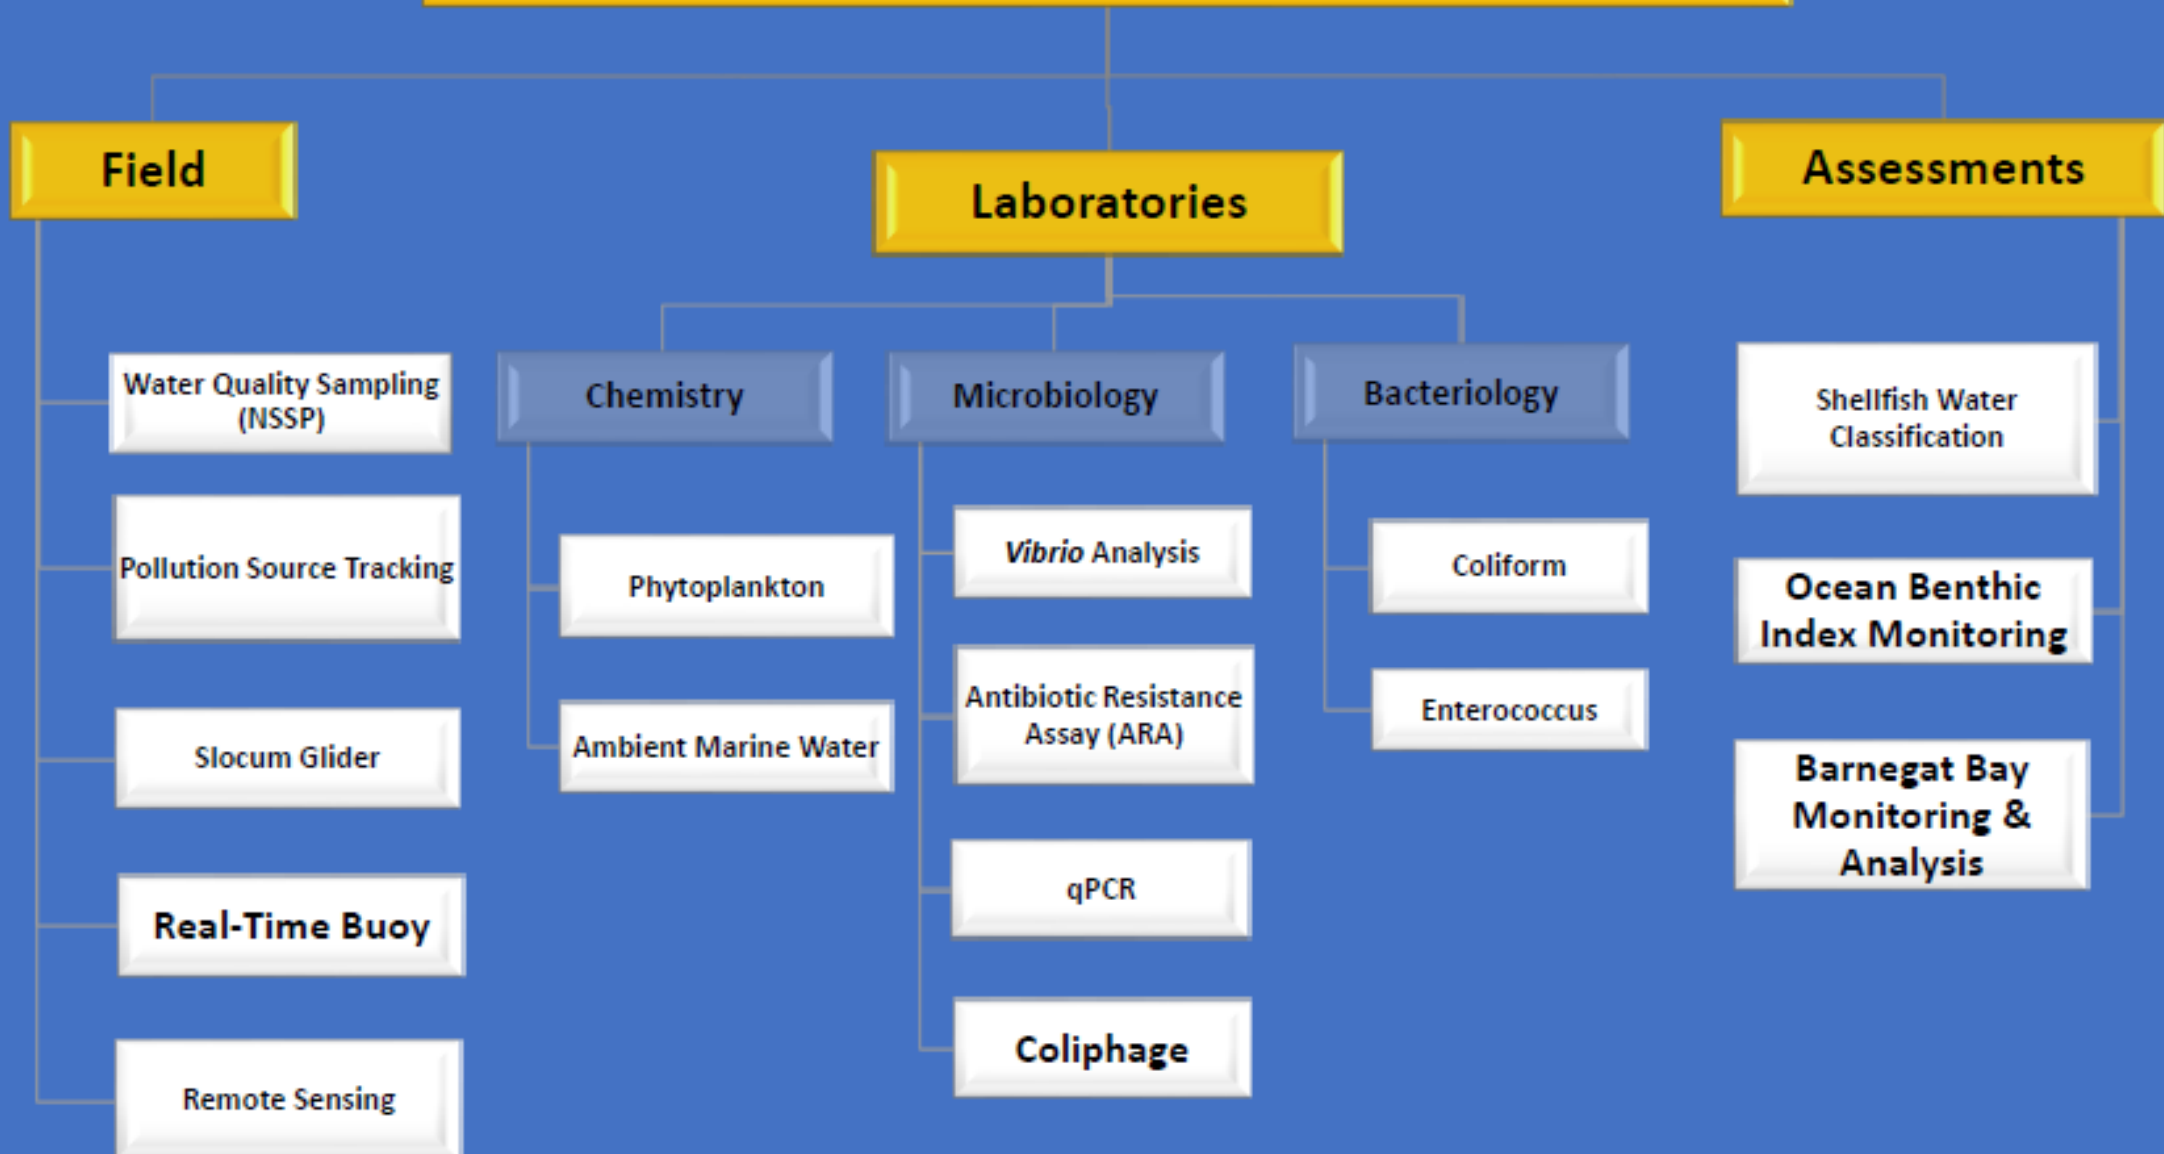 Field
Laboratories
Assessments
Water Quality Sampling
(NSSP)
Pollution Source Tracking
Slocum Glider
Real-Time Buoy
Remote Sensing
Chemistry
Phytoplankton
Ambient Marine Water
Microbiology
Vibrio Analysis
Antibiotic Resistance
Assay (ARA)
qPCR
Coliphage
Bacteriology
Coliform
Enterococcus
Shellfish Water
Classification
Ocean Benthic
Index Monitoring
Barnegat Bay
Monitoring &
Analysis